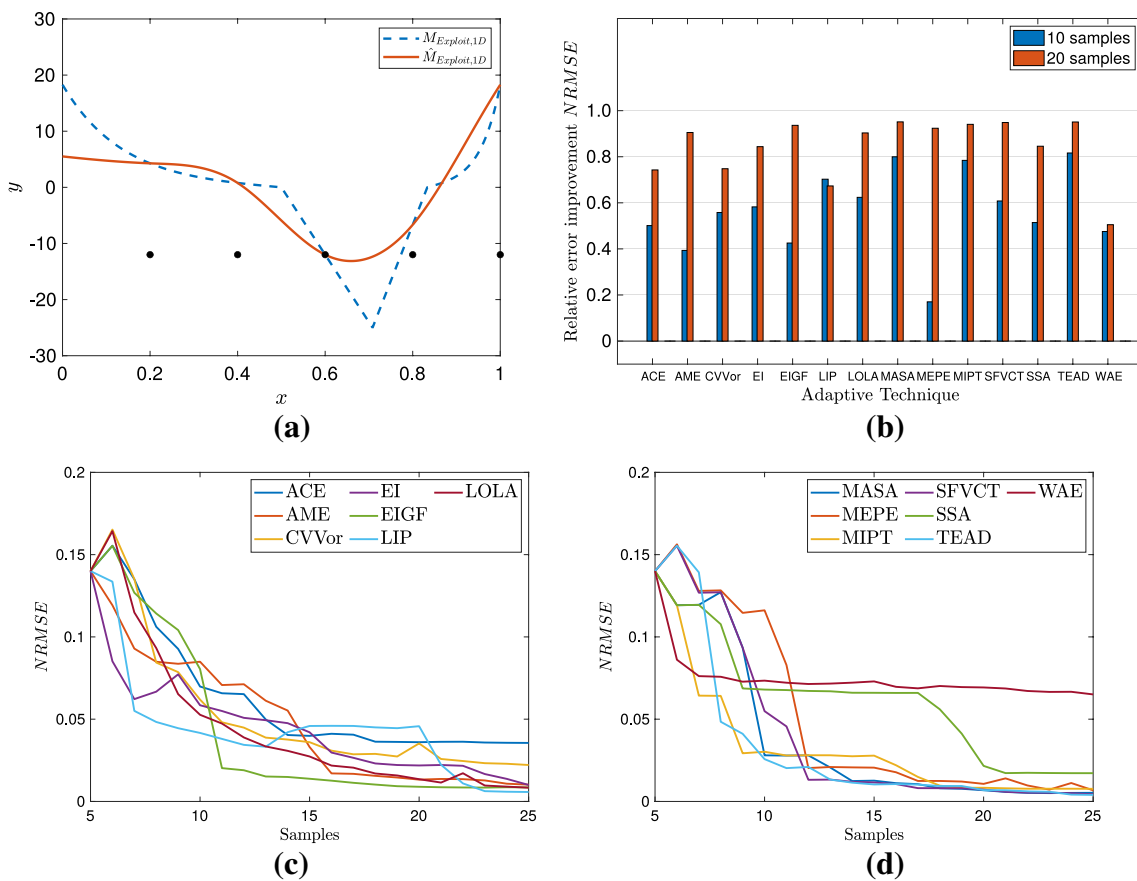 30
20
10
0
-10
-20
-30
y
0
0.2
0.4
0.6
0.8
1
x
M_{Exploit,1D}
M̂_{Exploit,1D}
(a)
Relative error improvement NRMSE
1.0
0.8
0.6
0.4
0.2
0
10 samples
20 samples
ACE AME CVVor EI EIGF LIP LOLA MASA MEPE MIPT SFVCT SSA TEAD WAE
Adaptive Technique
(b)
0.2
0.15
0.1
0.05
0
NRMSE
ACE EI LOLA
AME EIGF
CVVor LIP
5 10 15 20 25
Samples
(c)
0.2
0.15
0.1
0.05
0
NRMSE
MASA SFVCT WAE
MEPE SSA
MIPT TEAD
5 10 15 20 25
Samples
(d)